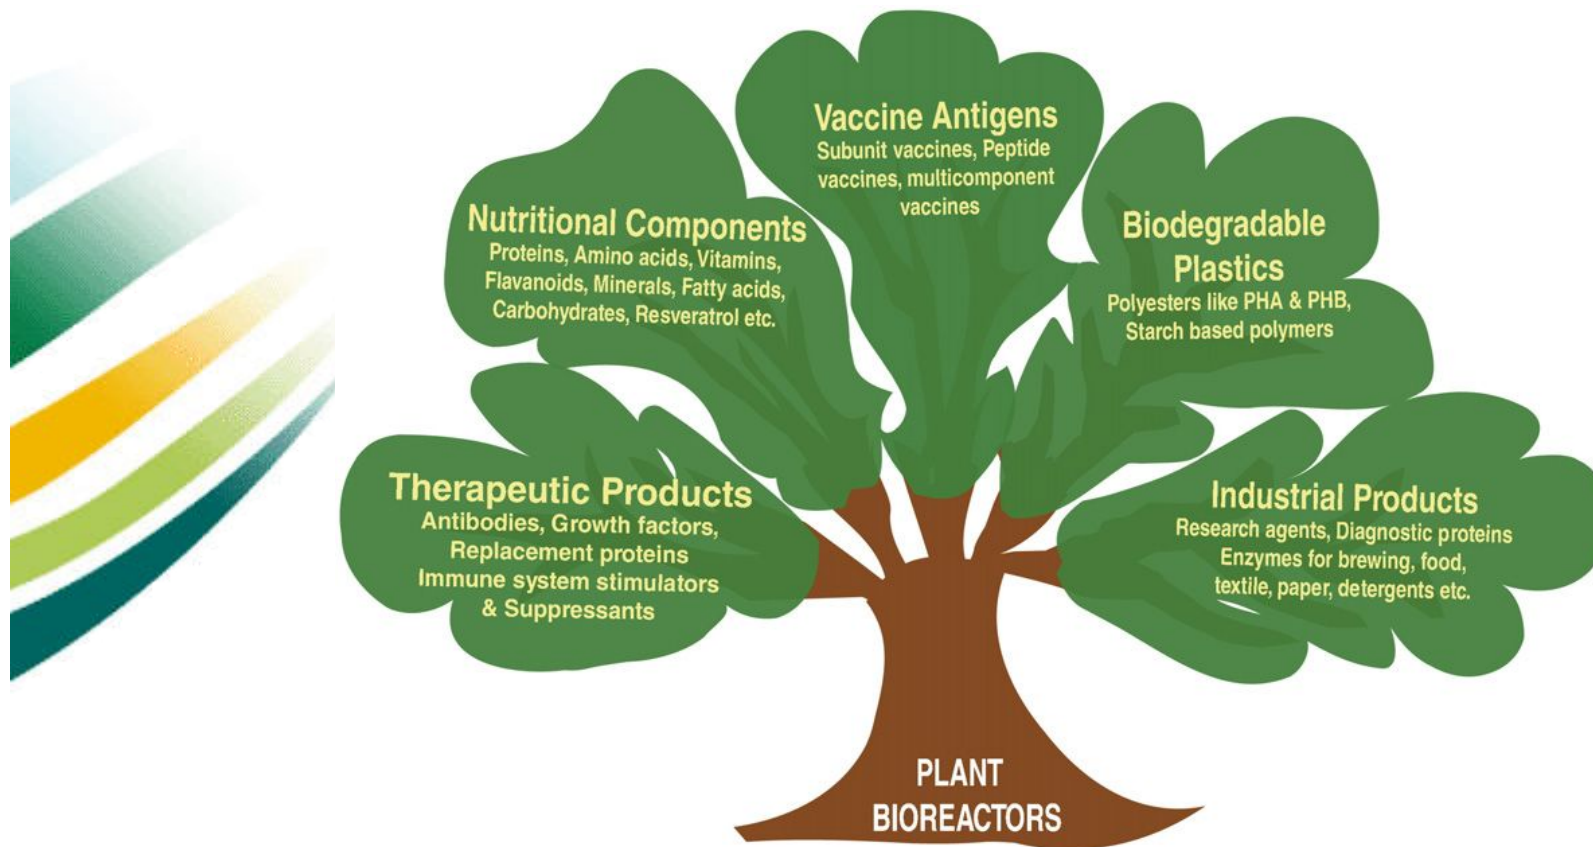 Vaccine Antigens
Subunit vaccines, Peptide
vaccines, multicomponent
vaccines
Nutritional Components
Proteins, Amino acids, Vitamins,
Flavanoids, Minerals, Fatty acids,
Carbohydrates, Resveratrol etc.
Biodegradable
Plastics
Polyesters like PHA & PHB,
Starch based polymers
Therapeutic Products
Antibodies, Growth factors,
Replacement proteins
Immune system stimulators
& Suppressants
Industrial Products
Research agents, Diagnostic proteins
Enzymes for brewing, food,
textile, paper, detergents etc.
PLANT
BIOREACTORS